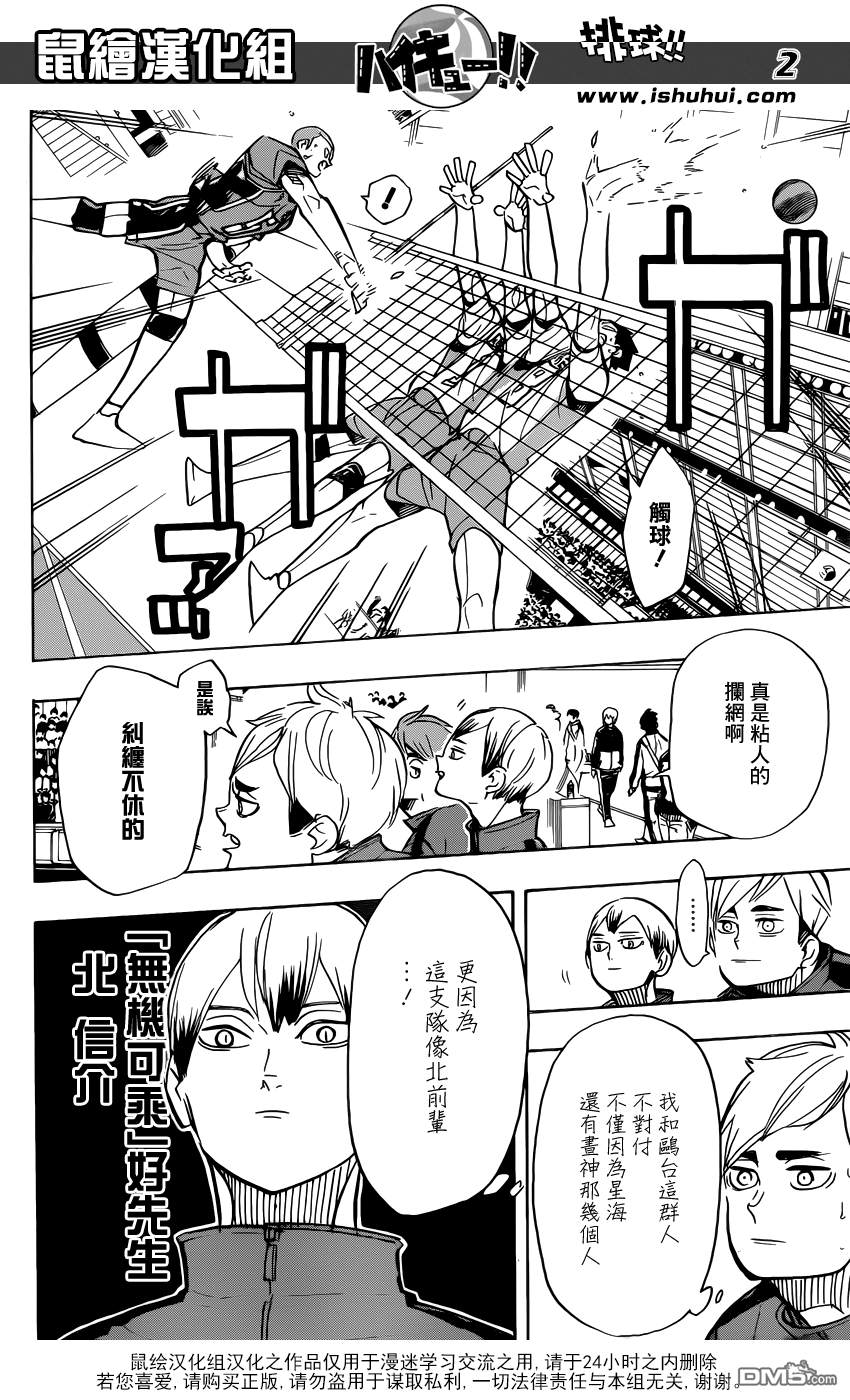 鼠繪漢化組
ハイキュー!!
排球!!
2
www.ishuhui.com
!
ガ
ガァッ
觸球!
真是粘人的
攔網啊
是誒
糾纏不休的
………
我和鷗台這群人
不對付
不僅因為星海
還有晝神那幾個人
更因為
這支隊像北前輩
…!
「無機可乘」好先生
北 信介
鼠绘汉化组汉化之作品仅用于漫迷学习交流之用, 请于24小时之内删除
若您喜爱, 请购买正版, 请勿盗用于谋取私利, 一切法律责任与本组无关, 谢谢.
DM5.com